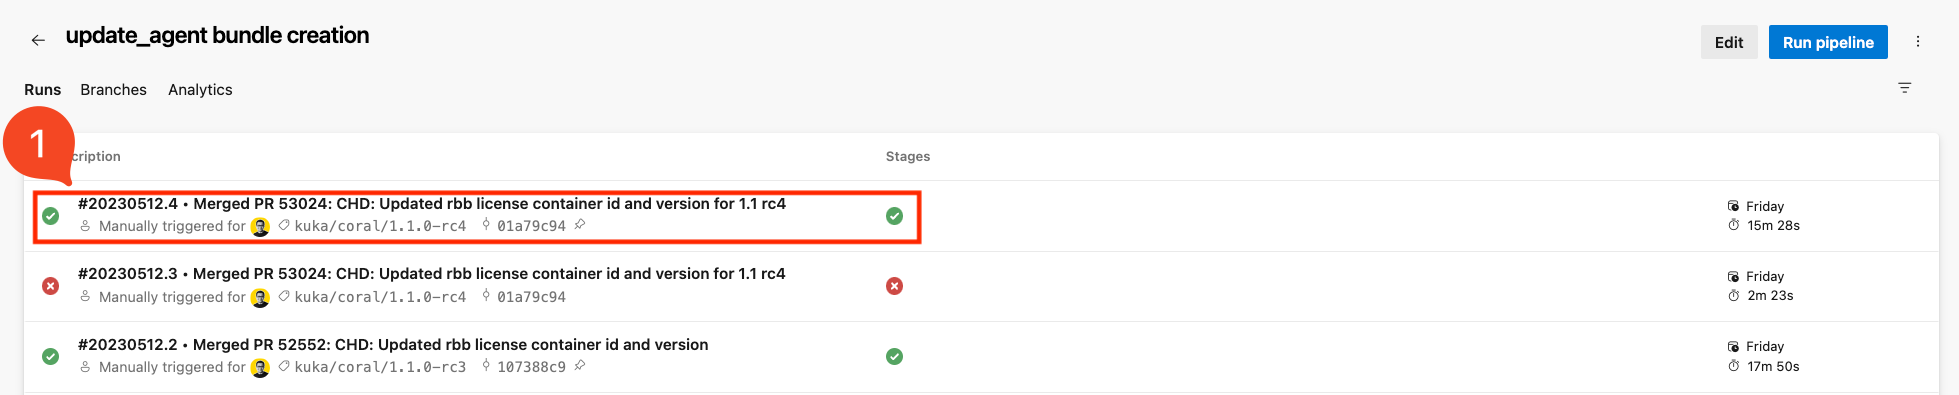 update_agent bundle creation
Edit
Run pipeline
Runs
Branches
Analytics
1
cription
Stages
#20230512.4 • Merged PR 53024: CHD: Updated rbb license container id and version for 1.1 rc4
Manually triggered for kuka/coral/1.1.0-rc4 01a79c94
Friday
15m 28s
#20230512.3 • Merged PR 53024: CHD: Updated rbb license container id and version for 1.1 rc4
Manually triggered for kuka/coral/1.1.0-rc4 01a79c94
Friday
2m 23s
#20230512.2 • Merged PR 52552: CHD: Updated rbb license container id and version
Manually triggered for kuka/coral/1.1.0-rc3 107388c9
Friday
17m 50s